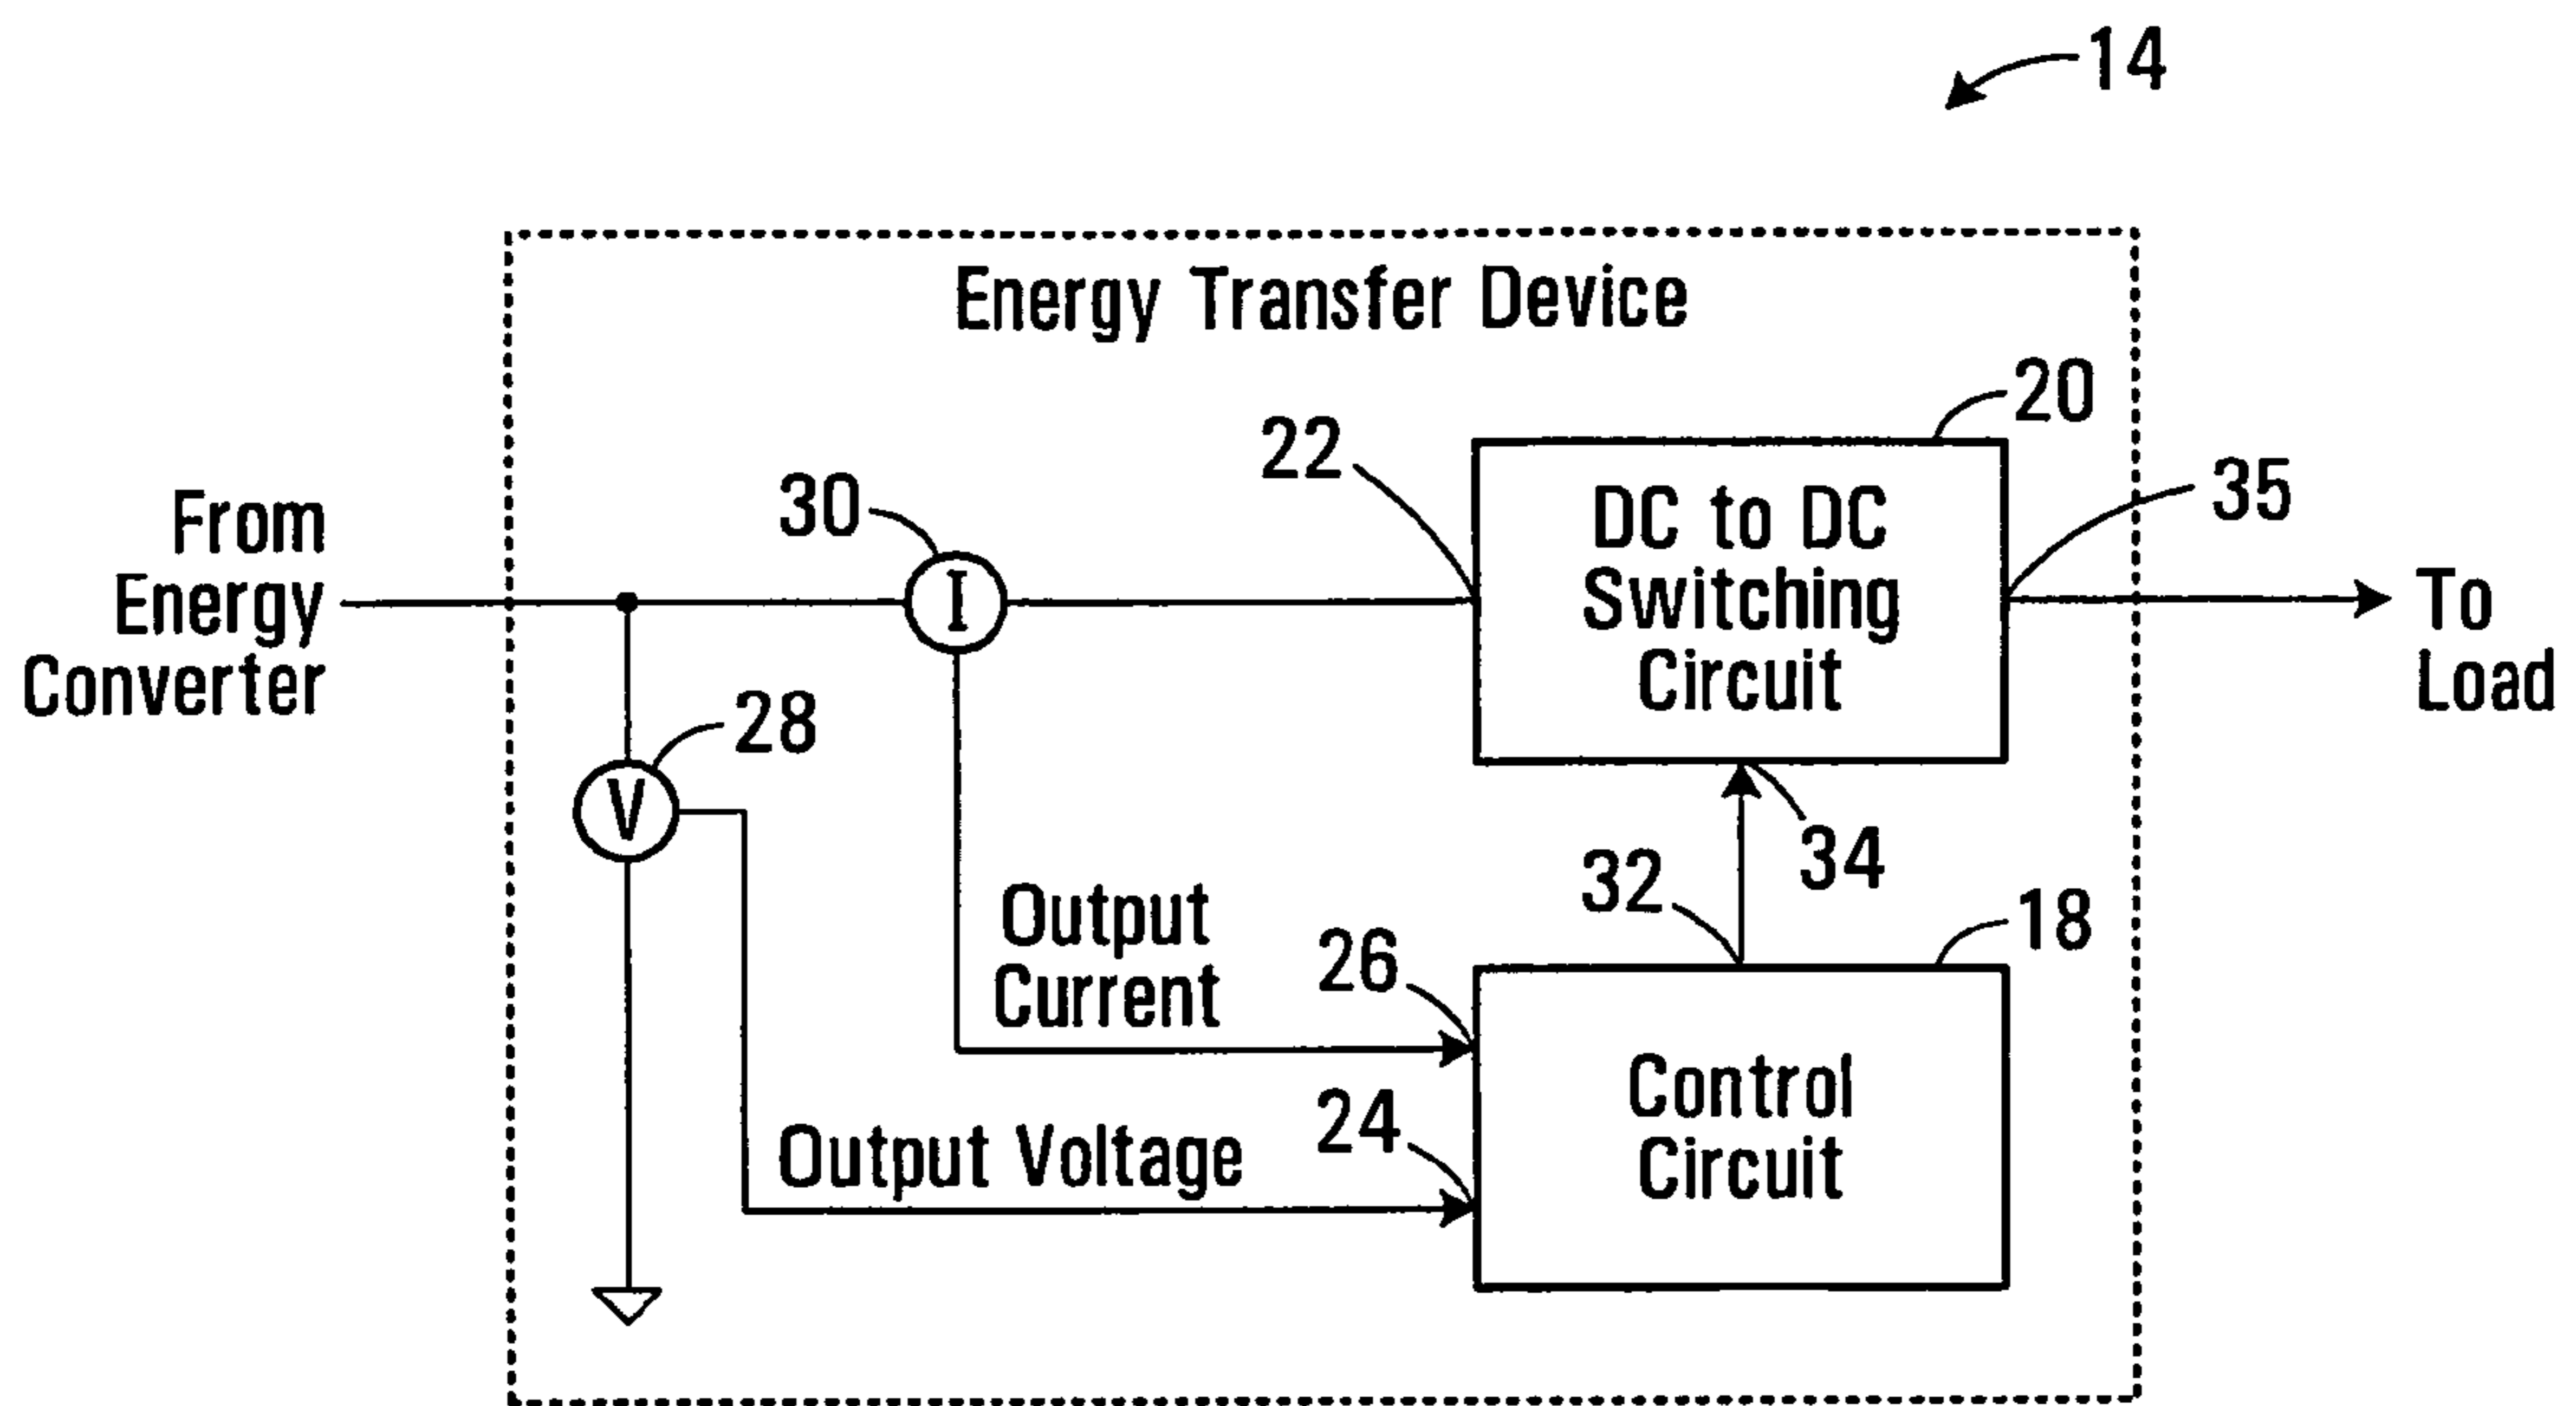 14
Energy Transfer Device
20
22
35
30
From
Energy
Converter
I
DC to DC
Switching
Circuit
To
Load
28
V
34
32
18
Output
Current
26
24
Output Voltage
Control
Circuit